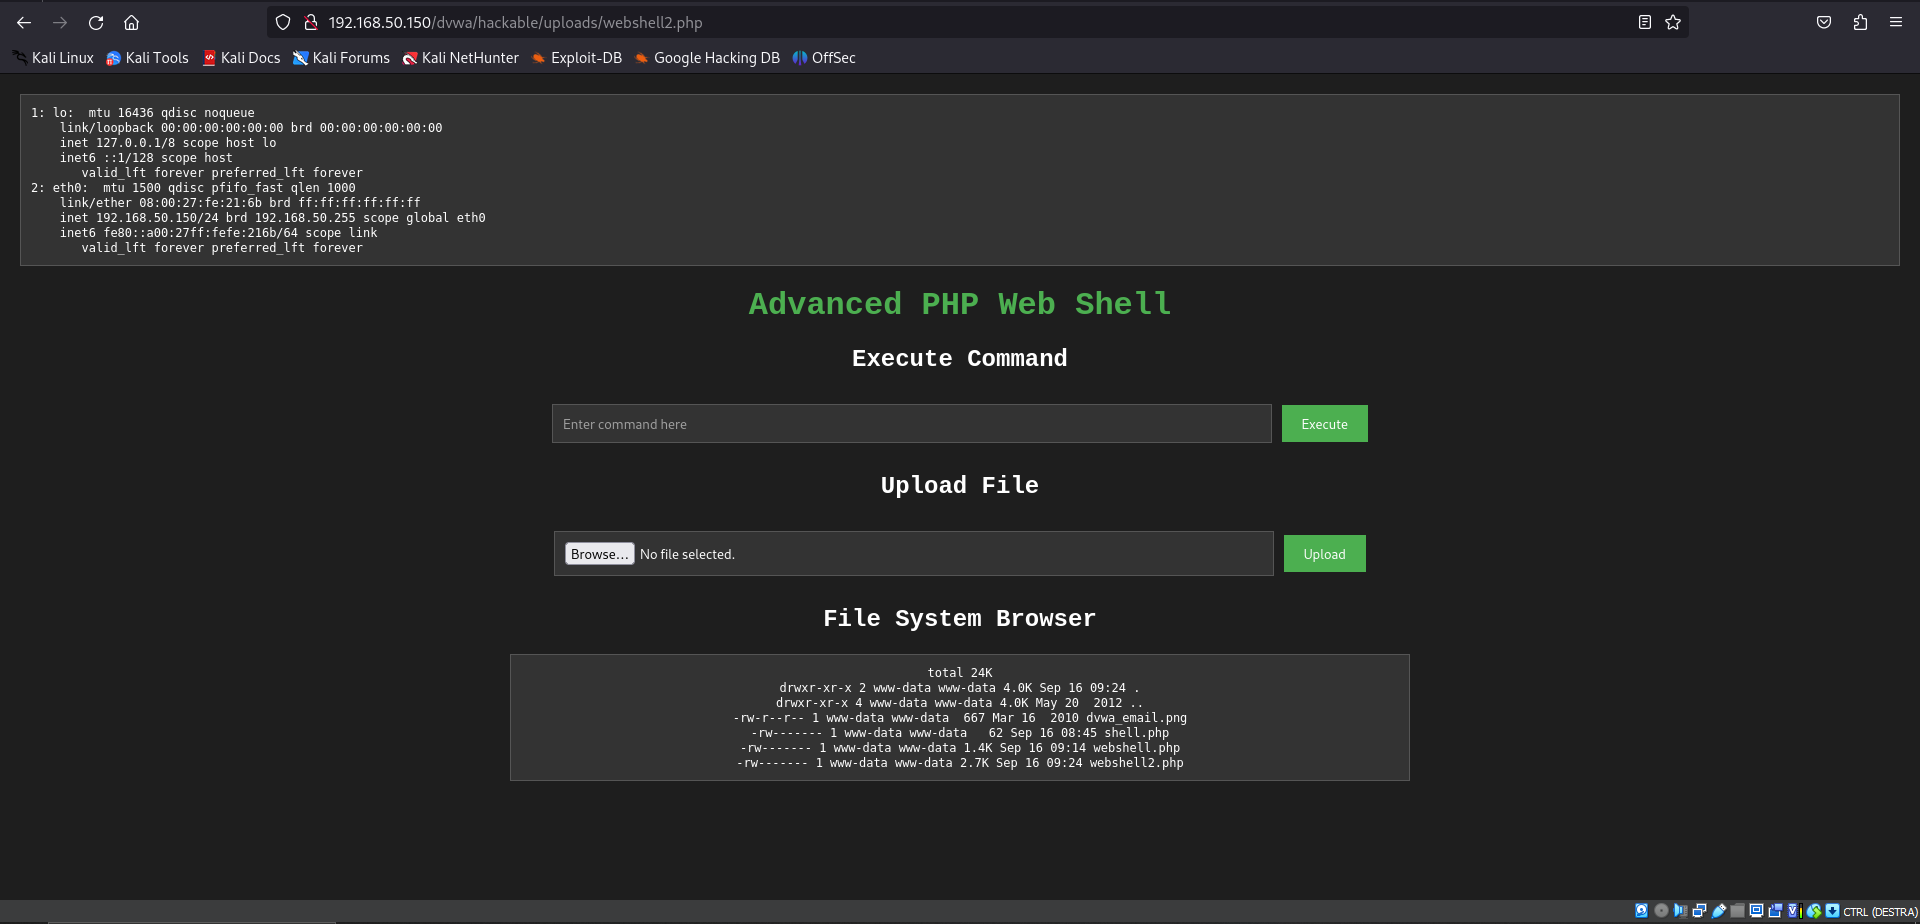 192.168.50.150/dvwa/hackable/uploads/webshell2.php
Kali Linux Kali Tools Kali Docs Kali Forums Kali NetHunter Exploit-DB Google Hacking DB OffSec
1: lo:  mtu 16436 qdisc noqueue
    link/loopback 00:00:00:00:00:00 brd 00:00:00:00:00:00
    inet 127.0.0.1/8 scope host lo
    inet6 ::1/128 scope host
       valid_lft forever preferred_lft forever
2: eth0:  mtu 1500 qdisc pfifo_fast qlen 1000
    link/ether 08:00:27:fe:21:6b brd ff:ff:ff:ff:ff:ff
    inet 192.168.50.150/24 brd 192.168.50.255 scope global eth0
    inet6 fe80::a00:27ff:fefe:216b/64 scope link
       valid_lft forever preferred_lft forever
Advanced PHP Web Shell
Execute Command
Enter command here Execute
Upload File
Browse... No file selected. Upload
File System Browser
total 24K
drwxr-xr-x 2 www-data www-data 4.0K Sep 16 09:24 .
drwxr-xr-x 4 www-data www-data 4.0K May 20  2012 ..
-rw-r--r-- 1 www-data www-data  667 Mar 16  2010 dvwa_email.png
-rw------- 1 www-data www-data   62 Sep 16 08:45 shell.php
-rw------- 1 www-data www-data 1.4K Sep 16 09:14 webshell.php
-rw------- 1 www-data www-data 2.7K Sep 16 09:24 webshell2.php
CTRL (DESTRA)